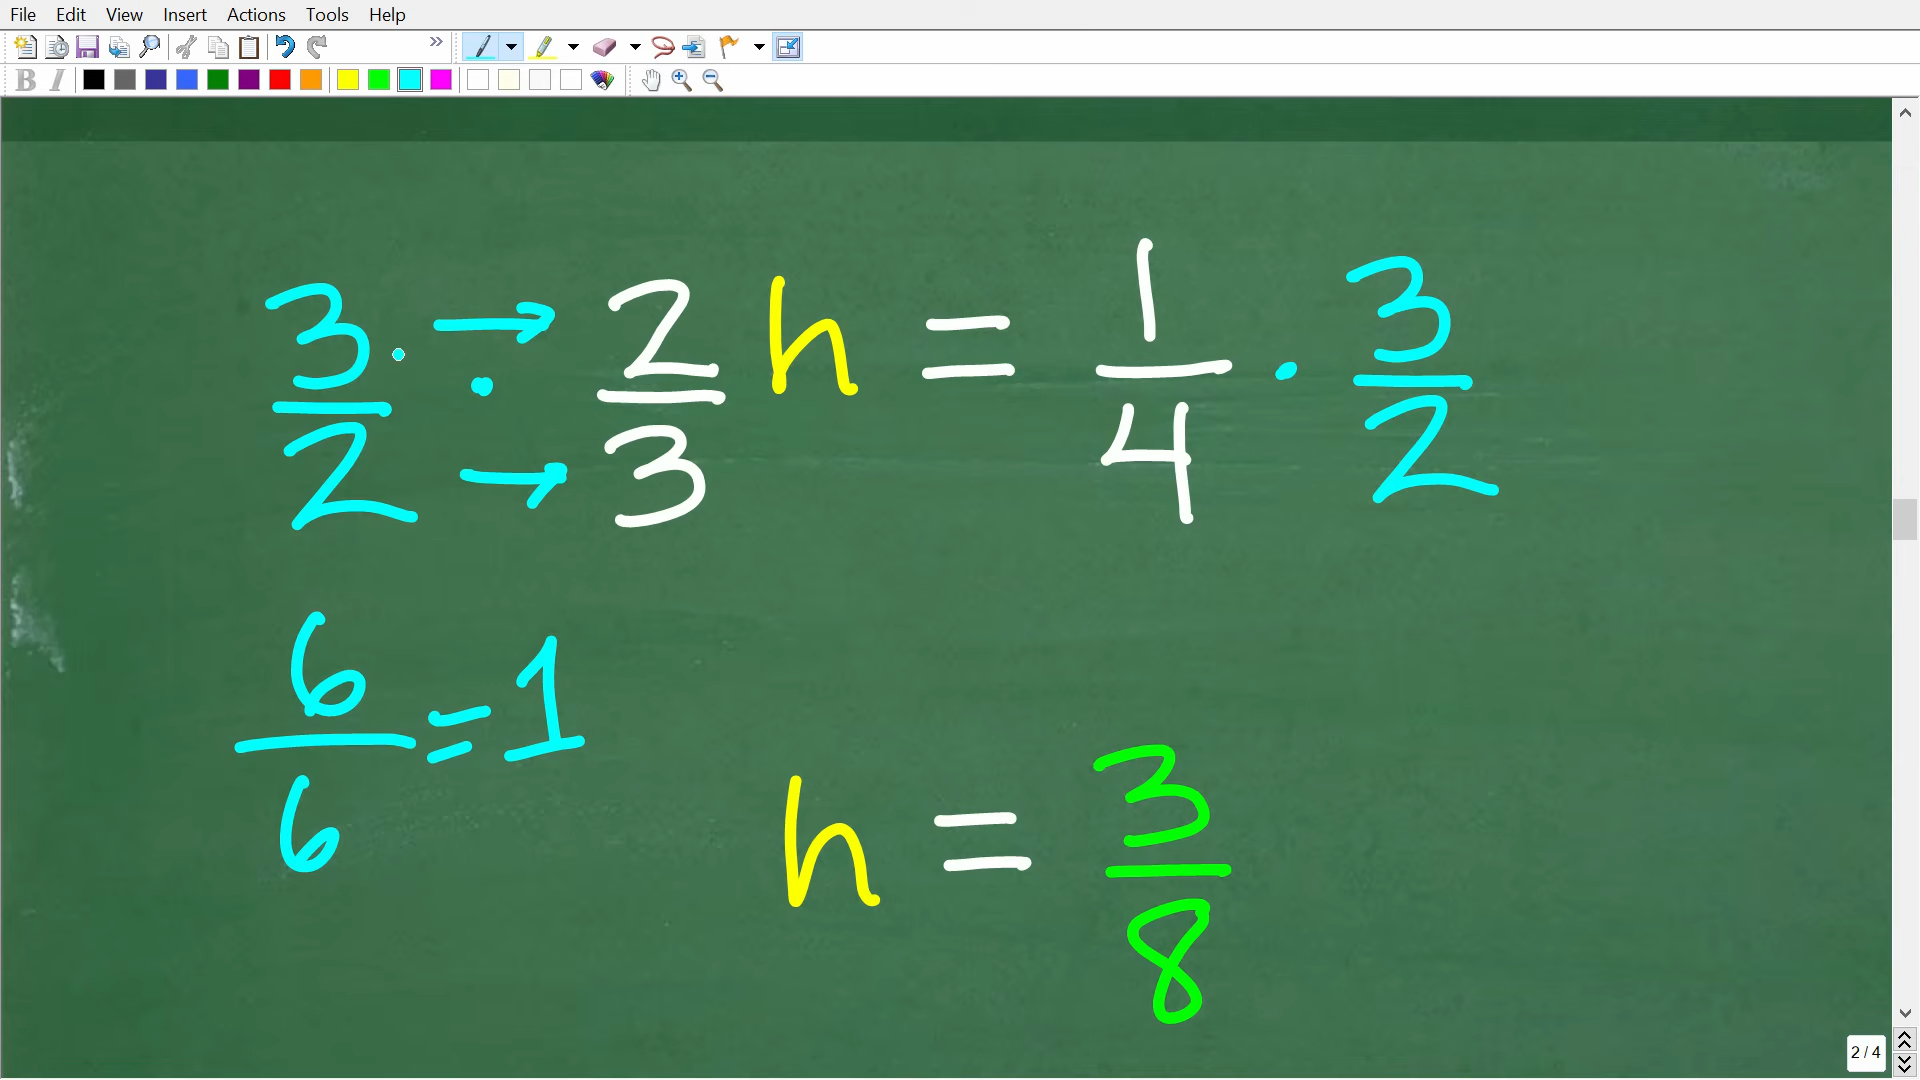 File Edit View Insert Actions Tools Help
B I
3/2 → · → 2/3 h = 1/4 · 3/2
6/6 = 1
h = 3/8
2 / 4